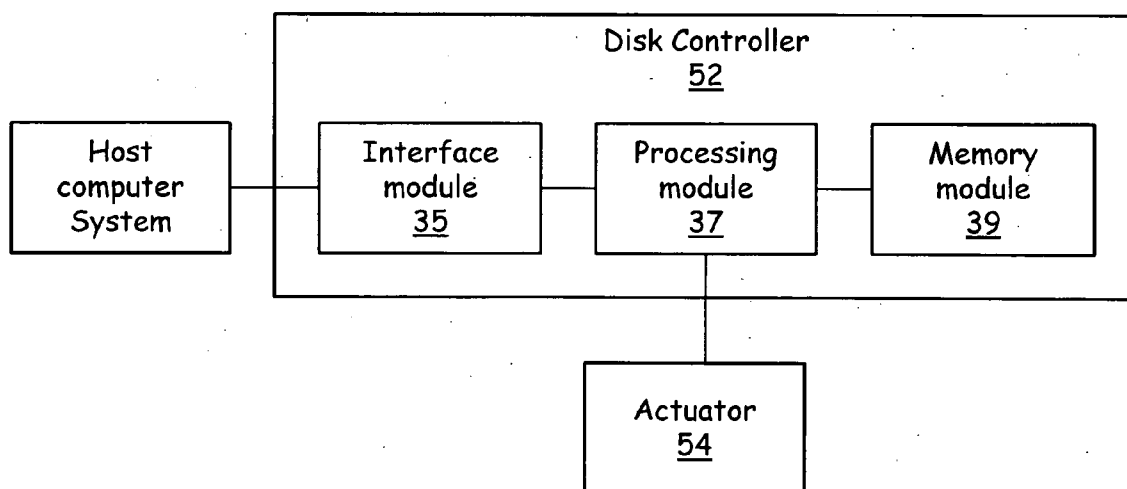 Disk Controller
52
Host
computer
System
Interface
module
35
Processing
module
37
Memory
module
39
Actuator
54